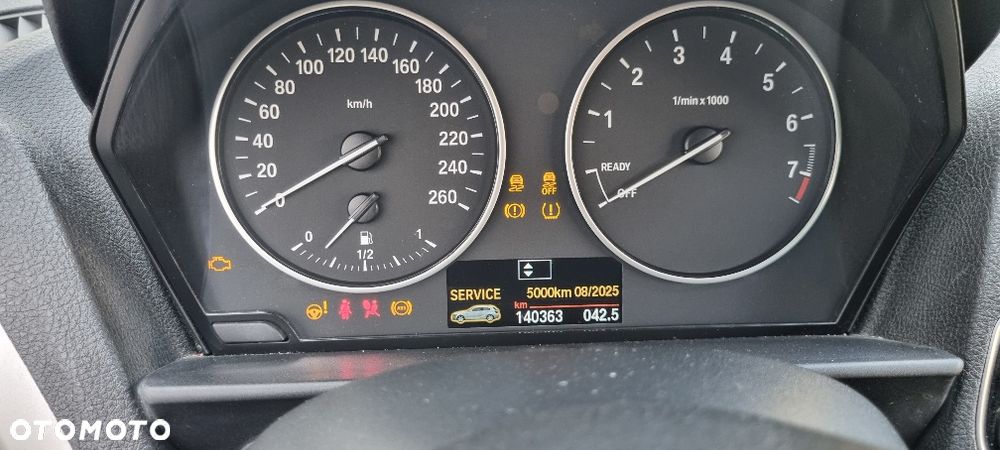 0 20 40 60 80 100 120 140 160 180 200 220 240 260
km/h
0 1/2 1
1 2 3 4 5 6 7
1/min x 1000
READY
OFF
OFF
ABS
SERVICE 5000km 08/2025
km
140363 042.5
OTOMOTO